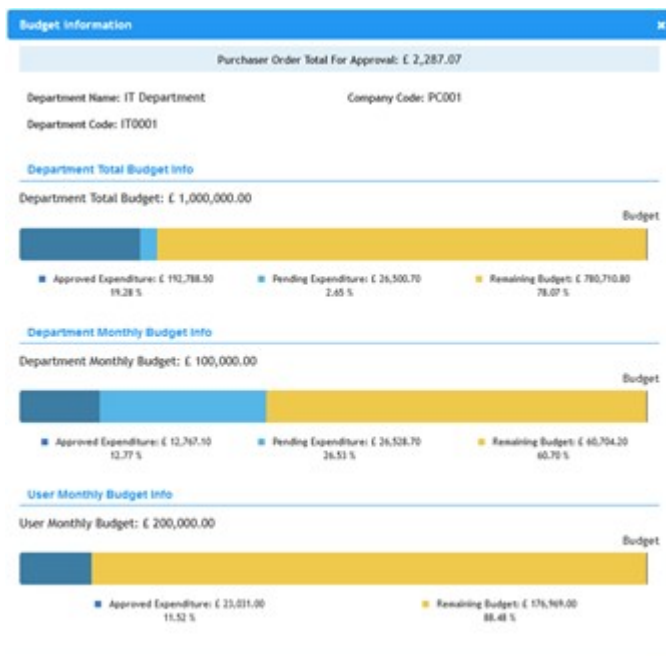 Budget Information
Purchaser Order Total For Approval: £ 2,287.07
Department Name: IT Department
Company Code: PC001
Department Code: IT0001
Department Total Budget Info
Department Total Budget: £ 1,000,000.00
Budget
Approved Expenditure: £ 192,788.50
19.28 %
Pending Expenditure: £ 26,500.70
2.65 %
Remaining Budget: £ 780,710.80
78.07 %
Department Monthly Budget Info
Department Monthly Budget: £ 100,000.00
Budget
Approved Expenditure: £ 12,767.10
12.77 %
Pending Expenditure: £ 26,528.70
26.53 %
Remaining Budget: £ 60,704.20
60.70 %
User Monthly Budget Info
User Monthly Budget: £ 200,000.00
Budget
Approved Expenditure: £ 23,031.00
11.52 %
Remaining Budget: £ 176,969.00
88.48 %